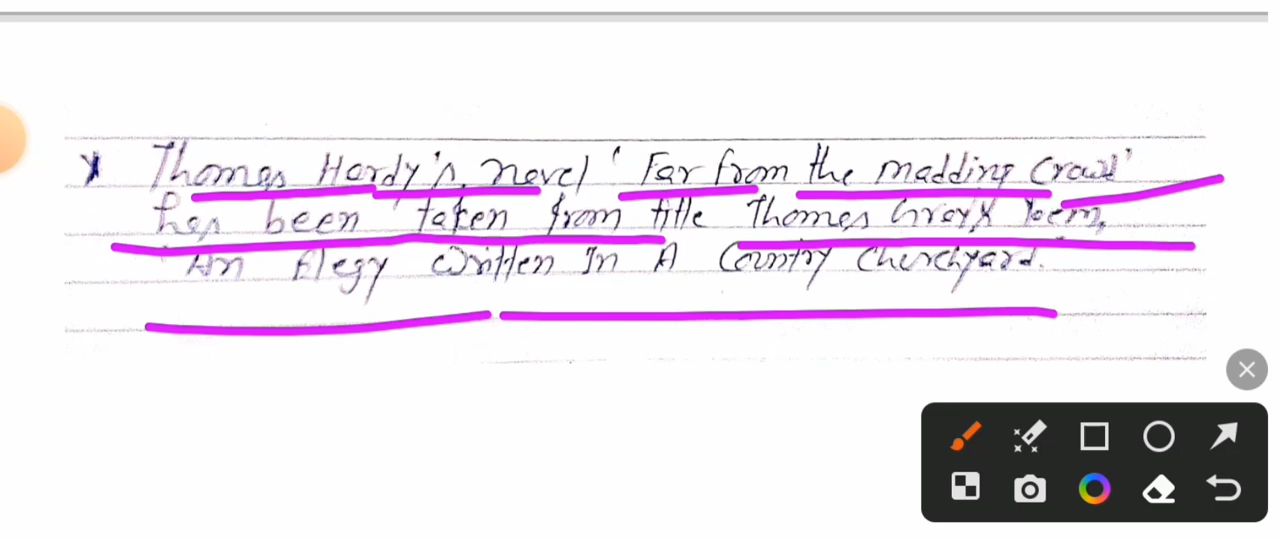 * Thomas Hardy's novel 'Far from the madding Crowd'
has been taken from title Thomas Gray's Poem,
'An Elegy Written In A Country Cherchyard.